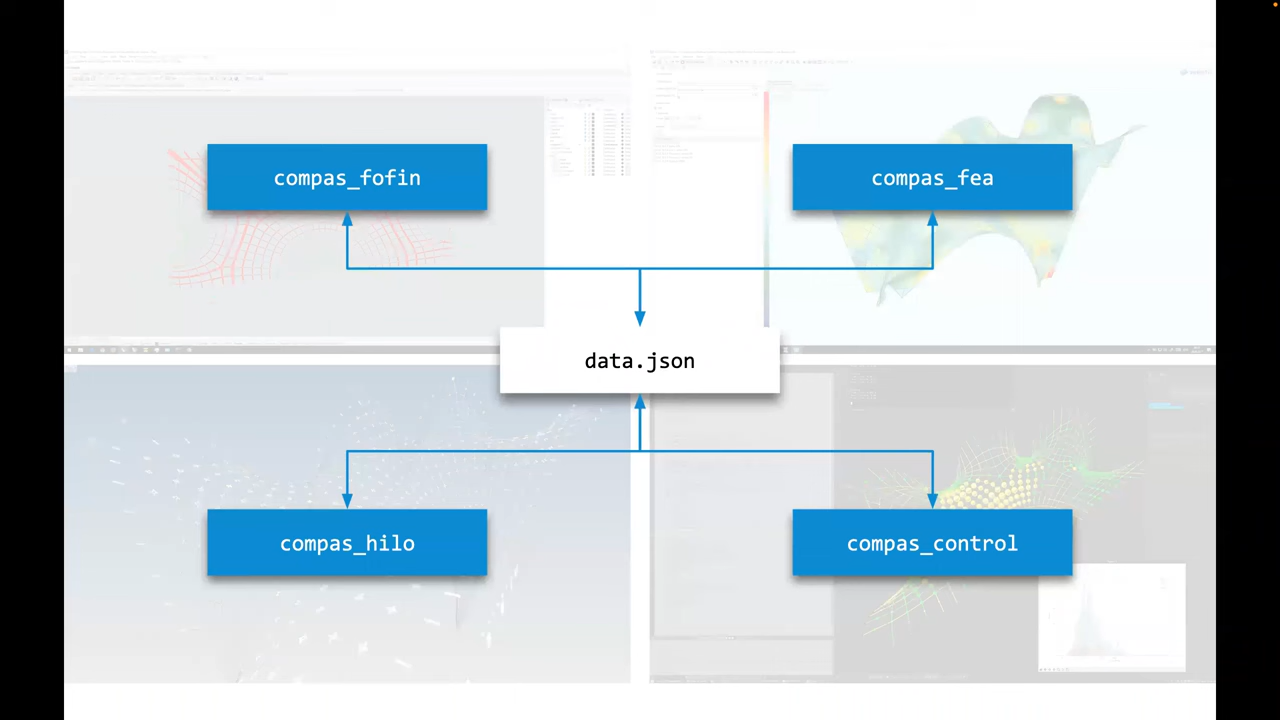 compas_fofin
compas_fea
data.json
compas_hilo
compas_control